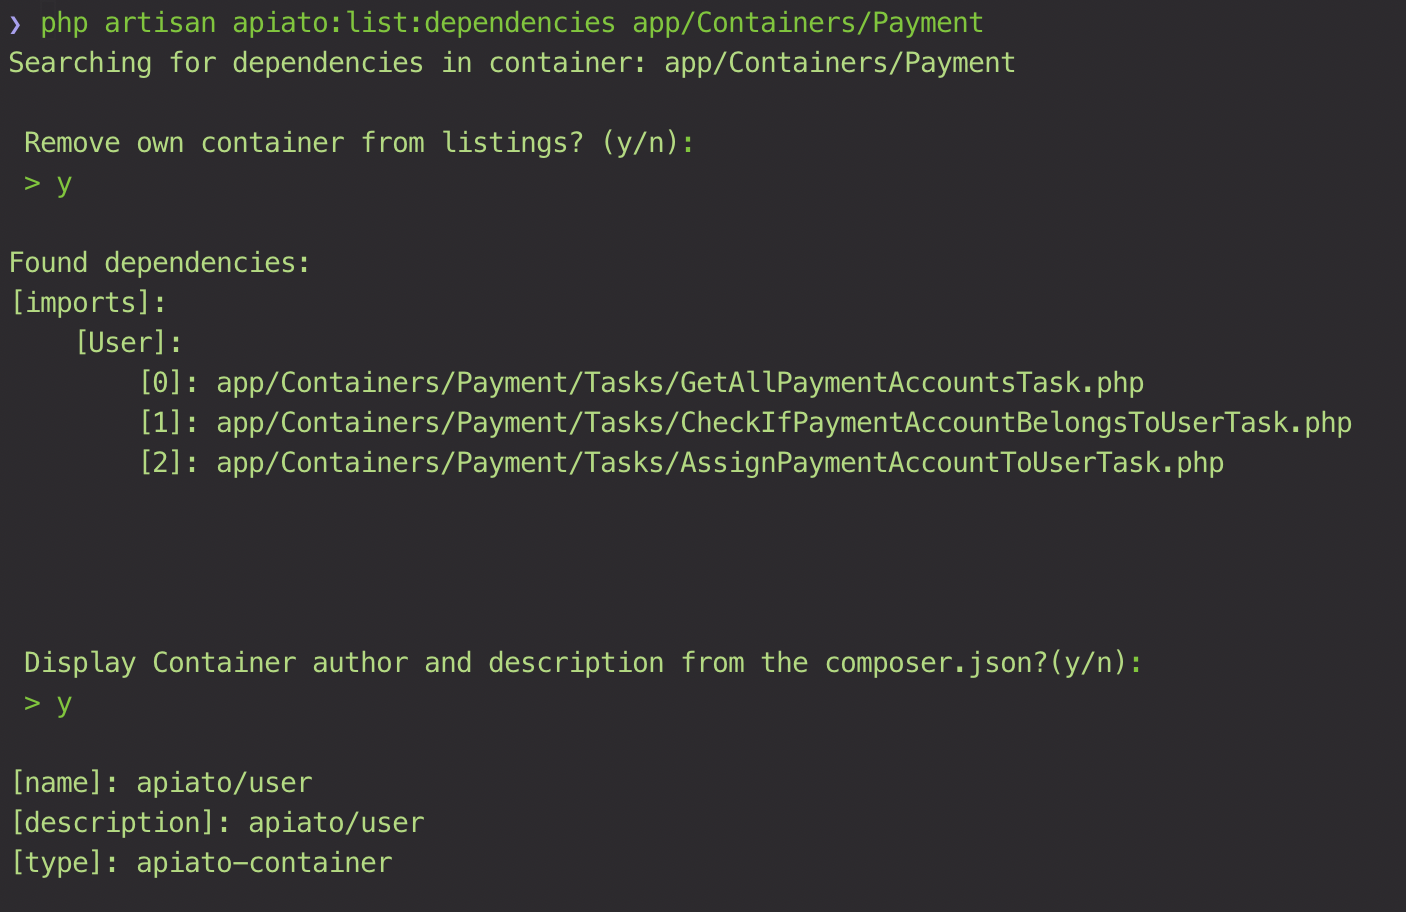 ❯ php artisan apiato:list:dependencies app/Containers/Payment
Searching for dependencies in container: app/Containers/Payment
Remove own container from listings? (y/n):
> y
Found dependencies:
[imports]:
[User]:
[0]: app/Containers/Payment/Tasks/GetAllPaymentAccountsTask.php
[1]: app/Containers/Payment/Tasks/CheckIfPaymentAccountBelongsToUserTask.php
[2]: app/Containers/Payment/Tasks/AssignPaymentAccountToUserTask.php
Display Container author and description from the composer.json?(y/n):
> y
[name]: apiato/user
[description]: apiato/user
[type]: apiato-container